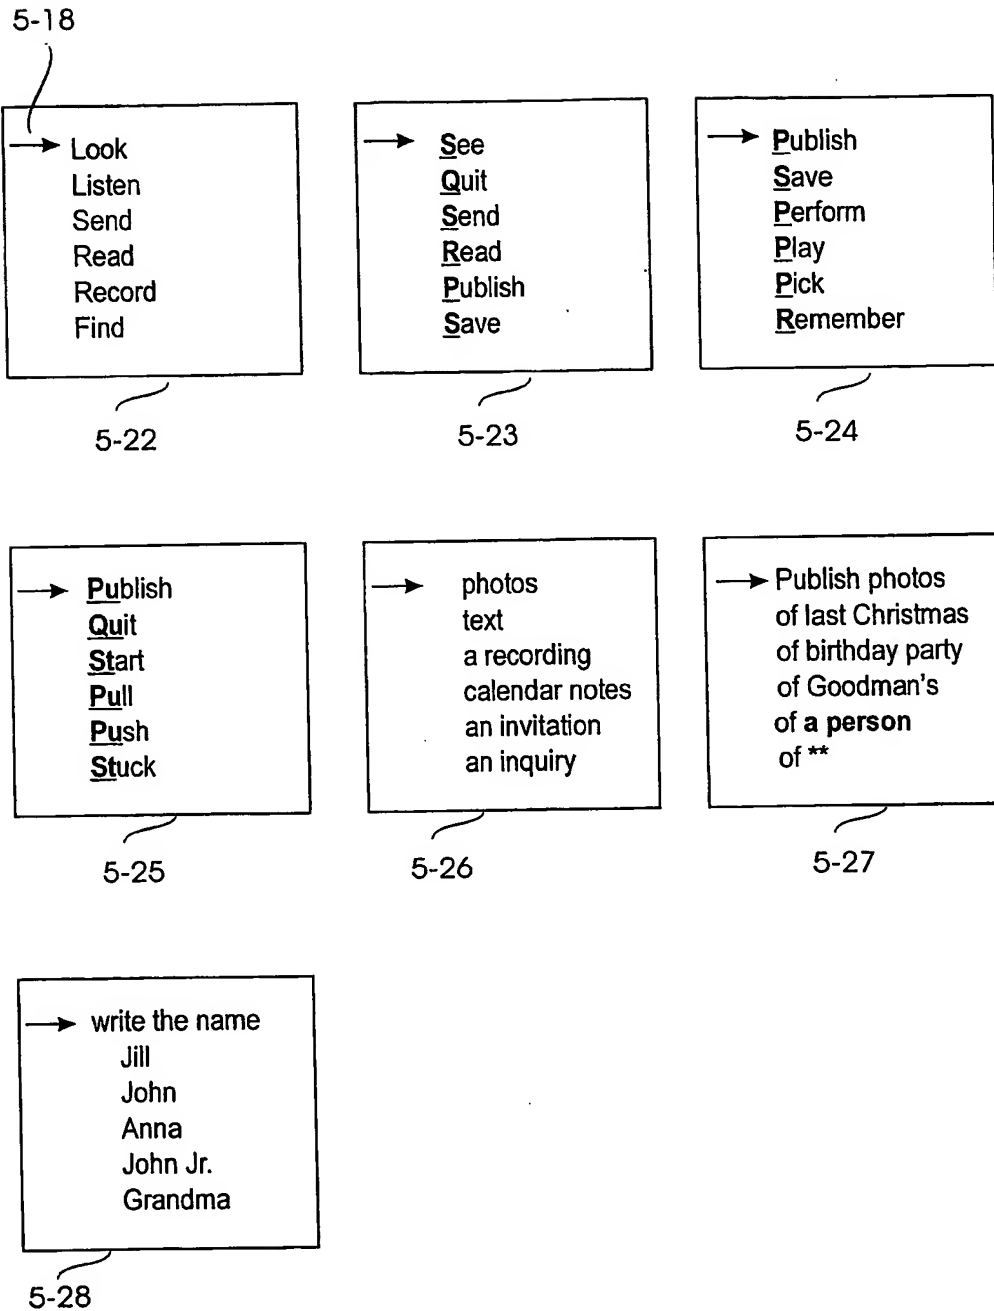 5-18
Look
Listen
Send
Read
Record
Find
5-22
See
Quit
Send
Read
Publish
Save
5-23
Publish
Save
Perform
Play
Pick
Remember
5-24
Publish
Quit
Start
Pull
Push
Stuck
5-25
photos
text
a recording
calendar notes
an invitation
an inquiry
5-26
Publish photos
of last Christmas
of birthday party
of Goodman's
of a person
of **
5-27
write the name
Jill
John
Anna
John Jr.
Grandma
5-28